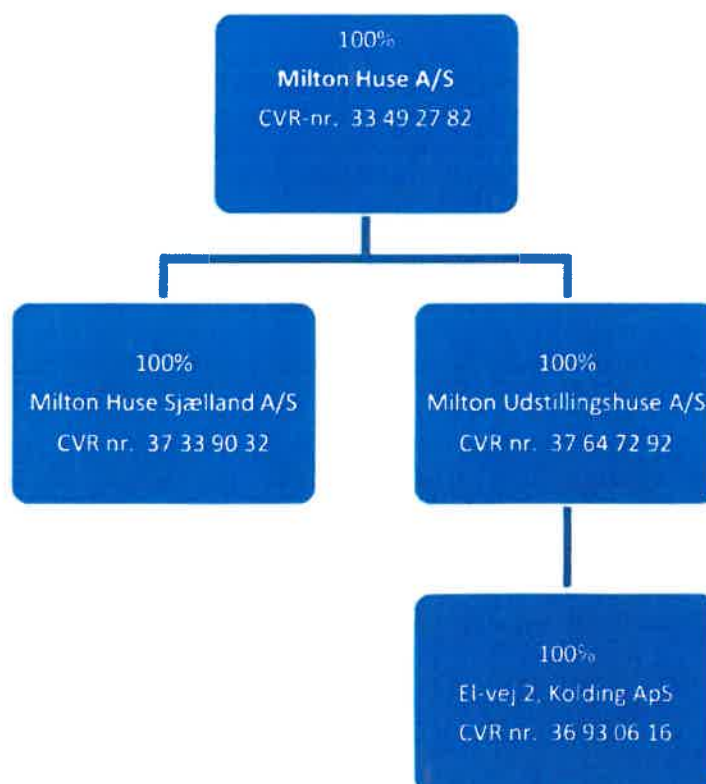 100%
Milton Huse A/S
CVR-nr. 33 49 27 82
100%
Milton Huse Sjælland A/S
CVR nr. 37 33 90 32
100%
Milton Udstillingshuse A/S
CVR nr. 37 64 72 92
100%
El-vej 2, Kolding ApS
CVR nr. 36 93 06 16